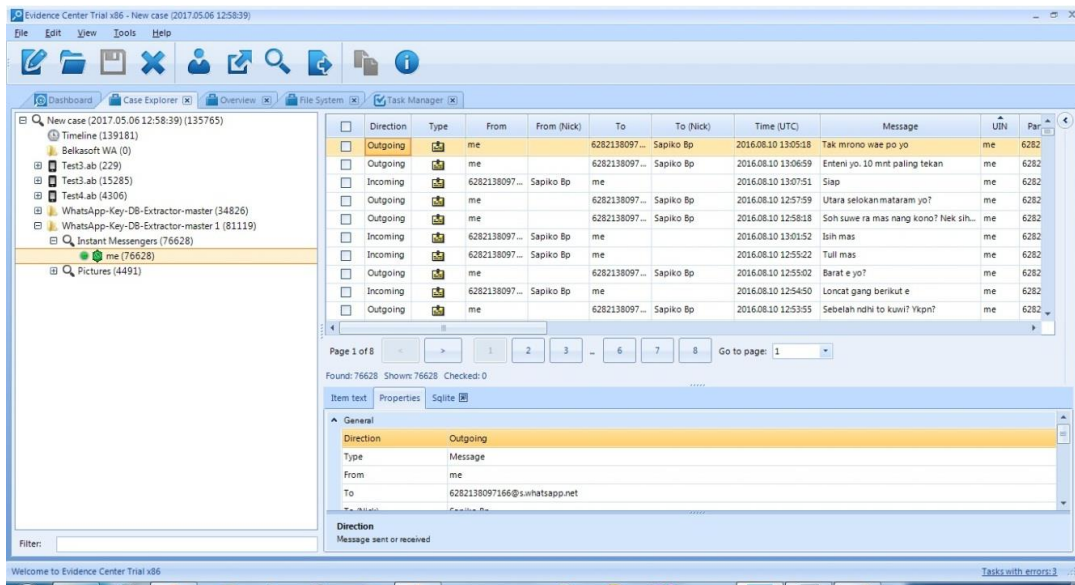 Evidence Center Trial x86 - New case (2017.05.06 12:58:39)
File Edit View Tools Help
Dashboard Case Explorer Overview File System Task Manager
New case (2017.05.06 12:58:39) (135765)
Timeline (139181)
Belkasoft WA (0)
Test3.ab (229)
Test3.ab (15285)
Test4.ab (4306)
WhatsApp-Key-DB-Extractor-master (34826)
WhatsApp-Key-DB-Extractor-master 1 (81119)
Instant Messengers (76628)
me (76628)
Pictures (4491)
Filter:
Direction Type From From (Nick) To To (Nick) Time (UTC) Message UIN Par
Outgoing me 6282138097... Sapiko Bp 2016.08.10 13:05:18 Tak mrono wae po yo me 6282
Outgoing me 6282138097... Sapiko Bp 2016.08.10 13:06:59 Enteni yo. 10 mnt paling tekan me 6282
Incoming 6282138097... Sapiko Bp me 2016.08.10 13:07:51 Siap me 6282
Outgoing me 6282138097... Sapiko Bp 2016.08.10 12:57:59 Utara selokan mataram yo? me 6282
Outgoing me 6282138097... Sapiko Bp 2016.08.10 12:58:18 Soh suwe ra mas nang kono? Nek sih... me 6282
Incoming 6282138097... Sapiko Bp me 2016.08.10 13:01:52 Isih mas me 6282
Incoming 6282138097... Sapiko Bp me 2016.08.10 12:55:22 Tull mas me 6282
Outgoing me 6282138097... Sapiko Bp 2016.08.10 12:55:02 Barat e yo? me 6282
Incoming 6282138097... Sapiko Bp me 2016.08.10 12:54:50 Loncat gang berikut e me 6282
Outgoing me 6282138097... Sapiko Bp 2016.08.10 12:53:55 Sebelah ndhi to kuwi? Ykpn? me 6282
Page 1 of 8 < > 1 2 3 ... 6 7 8 Go to page: 1
Found: 76628 Shown: 76628 Checked: 0
Item text Properties Sqlite
General
Direction Outgoing
Type Message
From me
To 6282138097166@s.whatsapp.net
Direction
Message sent or received
Welcome to Evidence Center Trial x86 Tasks with errors: 3